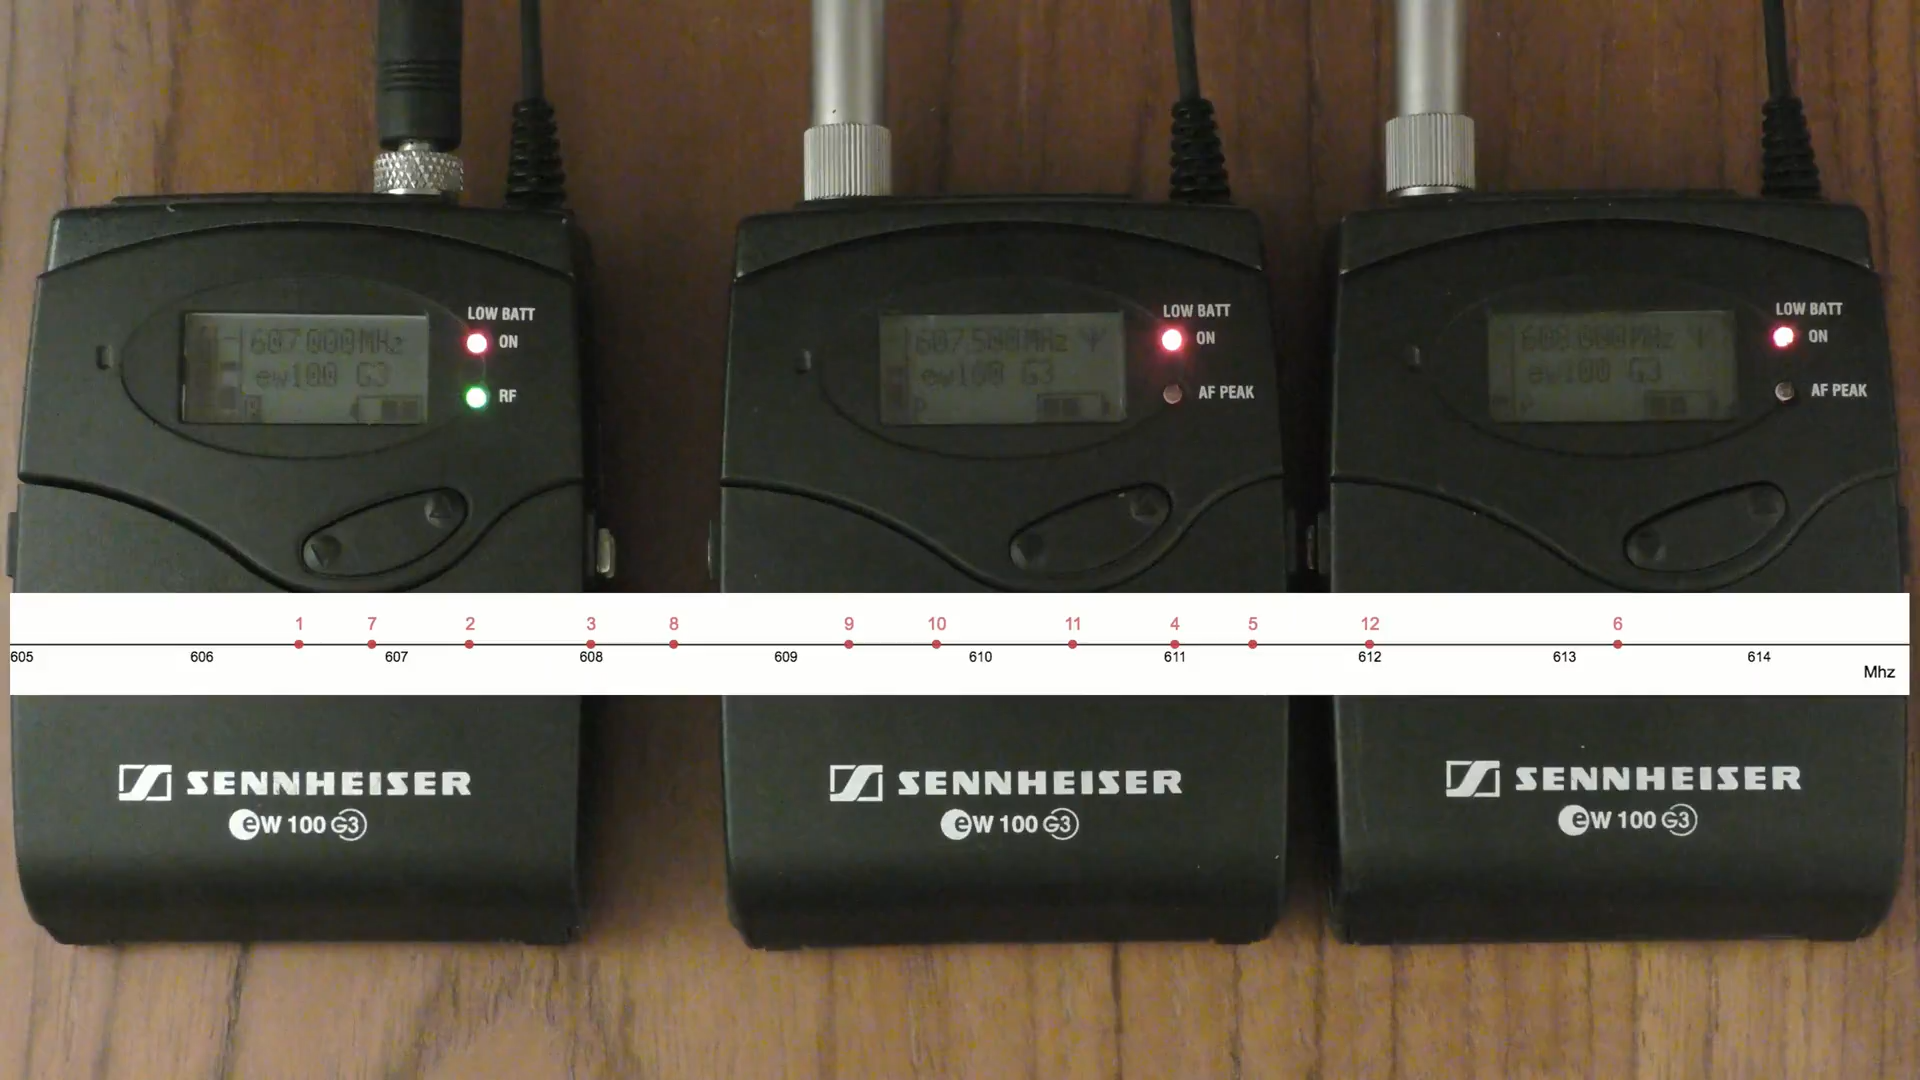 LOW BATT
ON
RF
607.000MHz
ew100 G3
LOW BATT
ON
AF PEAK
607.500MHz
ew100 G3
LOW BATT
ON
AF PEAK
608.000MHz
ew100 G3
1 7 2 3 8 9 10 11 4 5 12 6
605 606 607 608 609 610 611 612 613 614
Mhz
SENNHEISER
ew 100 G3
SENNHEISER
ew 100 G3
SENNHEISER
ew 100 G3